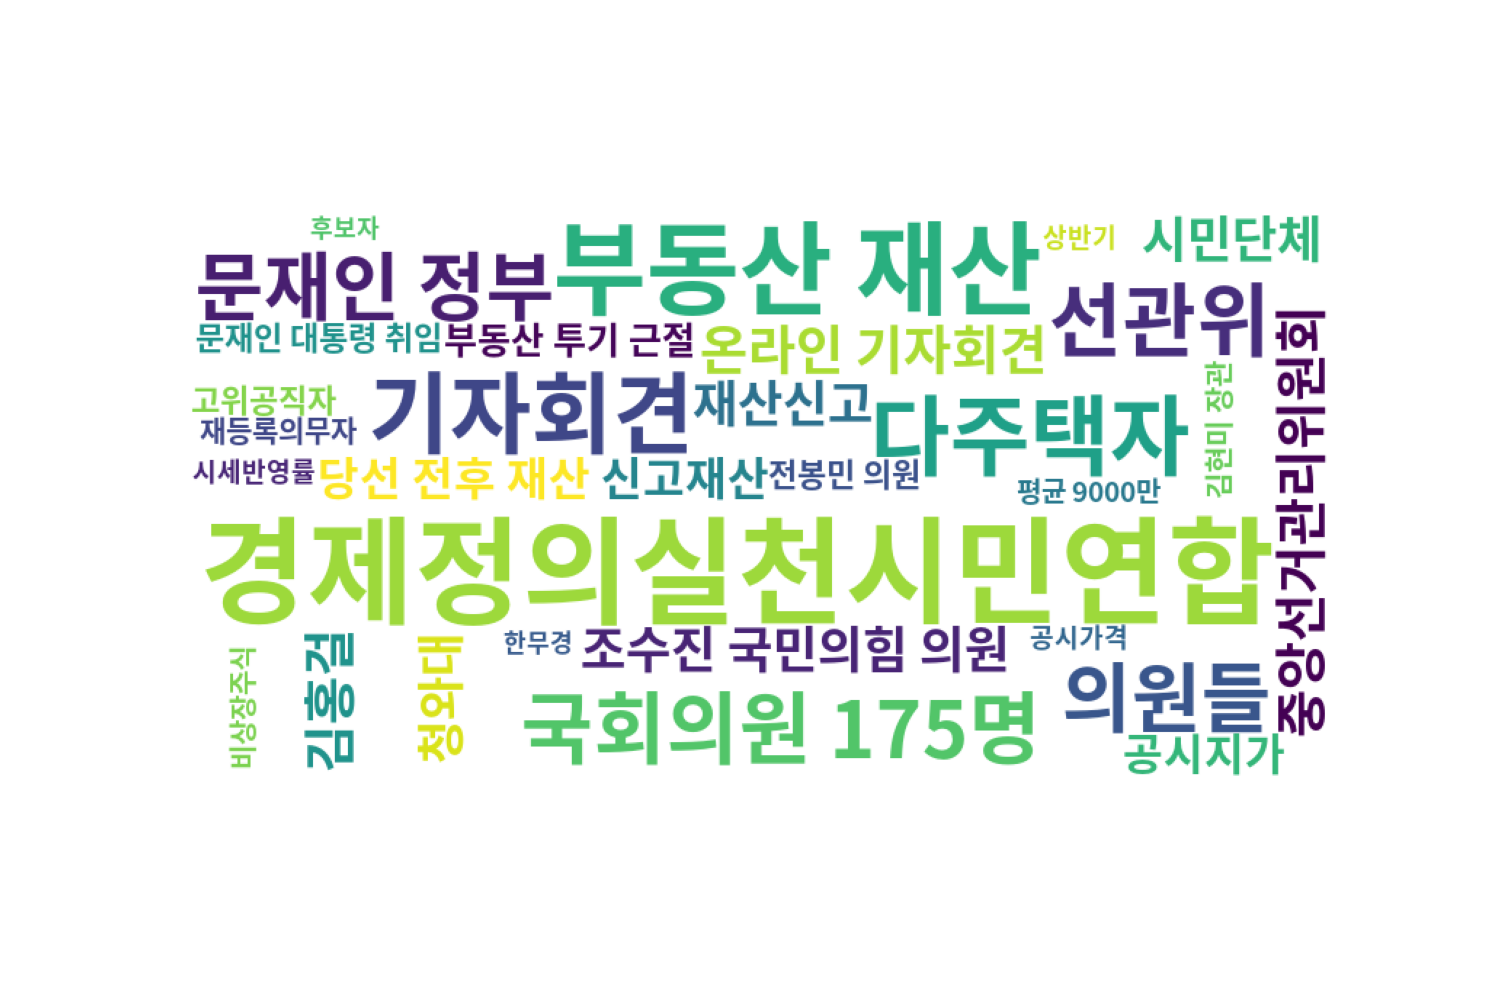 후보자
상반기
시민단체
문재인 정부
부동산 재산
선관위
문재인 대통령 취임
부동산 투기 근절
온라인 기자회견
중앙선거관리위원회
고위공직자
재등록의무자
기자회견
재산신고
다주택자
김현미 장관
시세반영률
당선 전후 재산
신고재산
전봉민 의원
평균 9000만
경제정의실천시민연합
비상장주식
김홍걸
청와대
한무경
조수진 국민의힘 의원
공시가격
국회의원 175명
의원들
공시지가